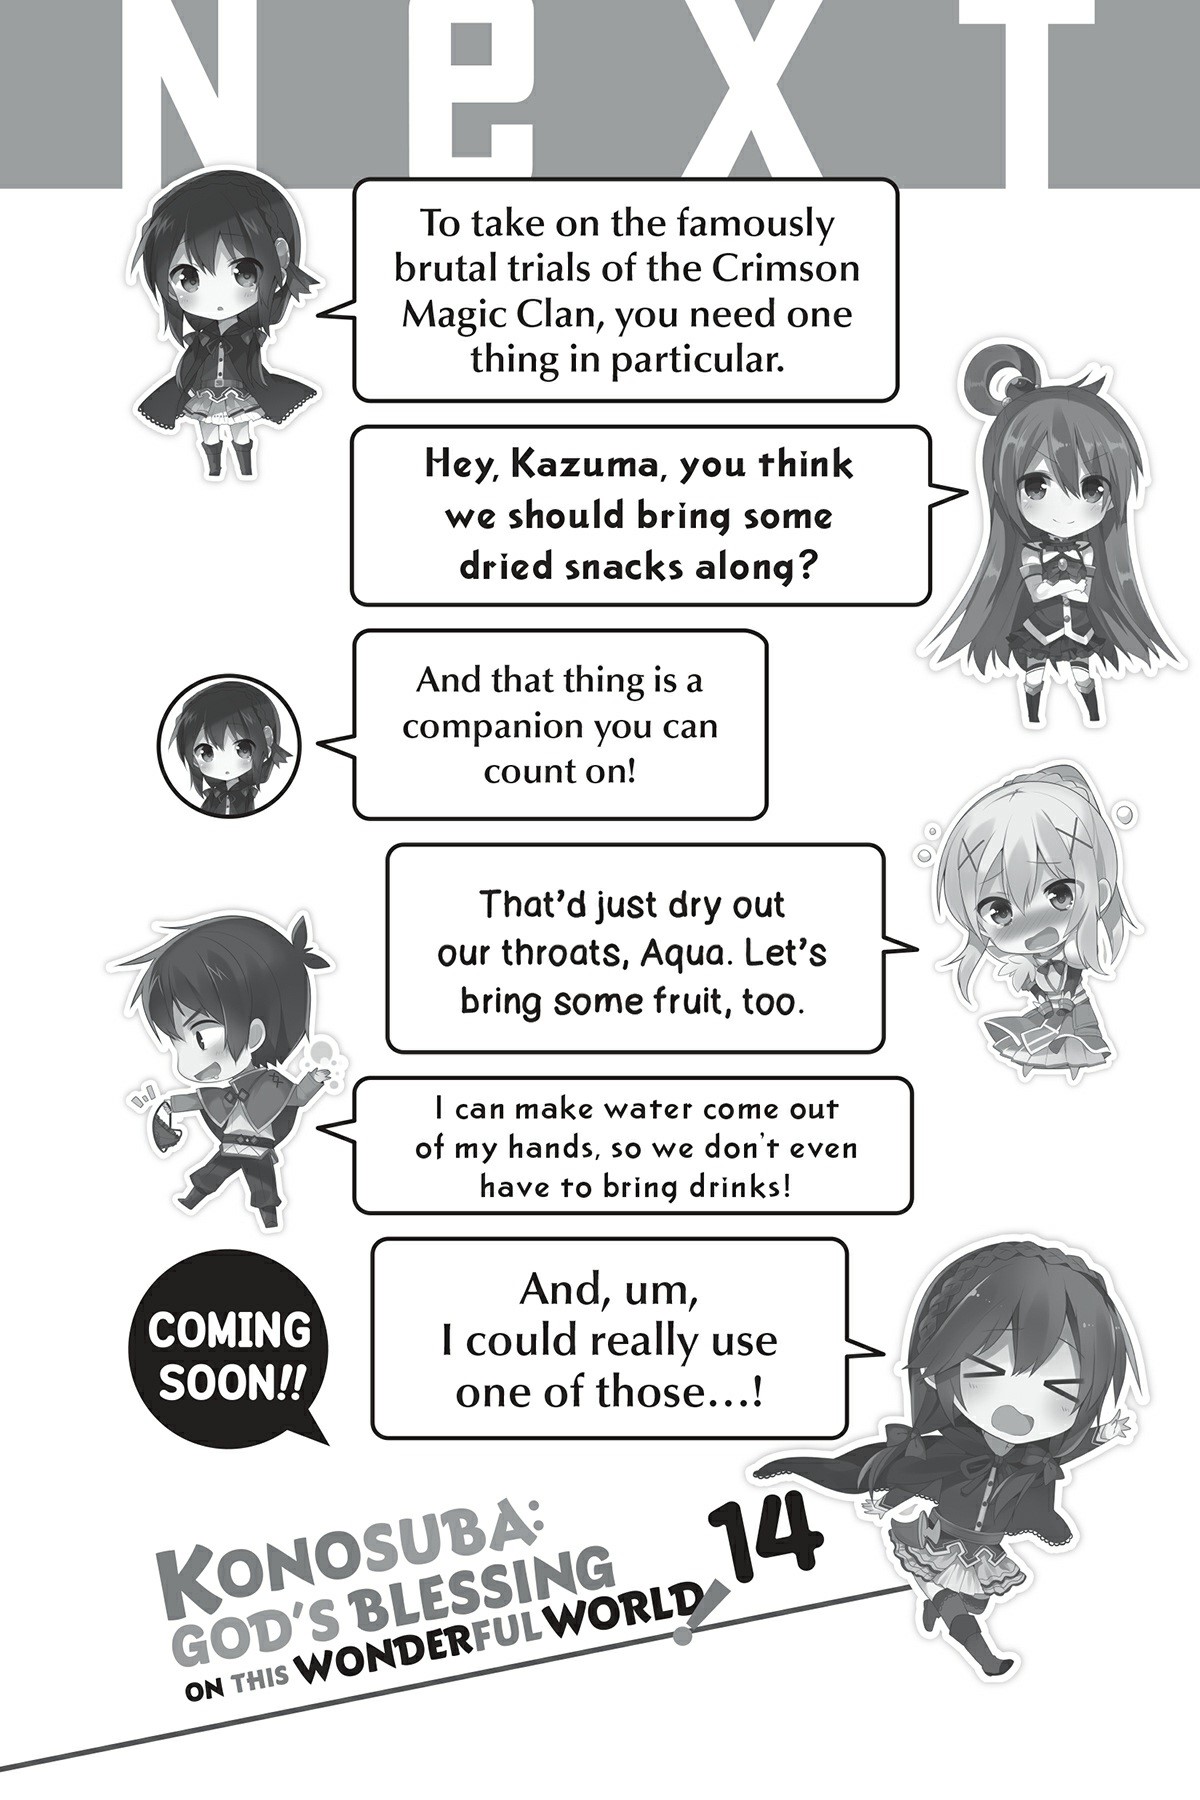 NeXT
To take on the famously
brutal trials of the Crimson
Magic Clan, you need one
thing in particular.
Hey, Kazuma, you think
we should bring some
dried snacks along?
And that thing is a
companion you can
count on!
That'd just dry out
our throats, Aqua. Let's
bring some fruit, too.
I can make water come out
of my hands, so we don't even
have to bring drinks!
And, um,
I could really use
one of those...!
COMING
SOON!!
KONOSUBA:
GOD'S BLESSING
ON THIS WONDERFUL WORLD! 14